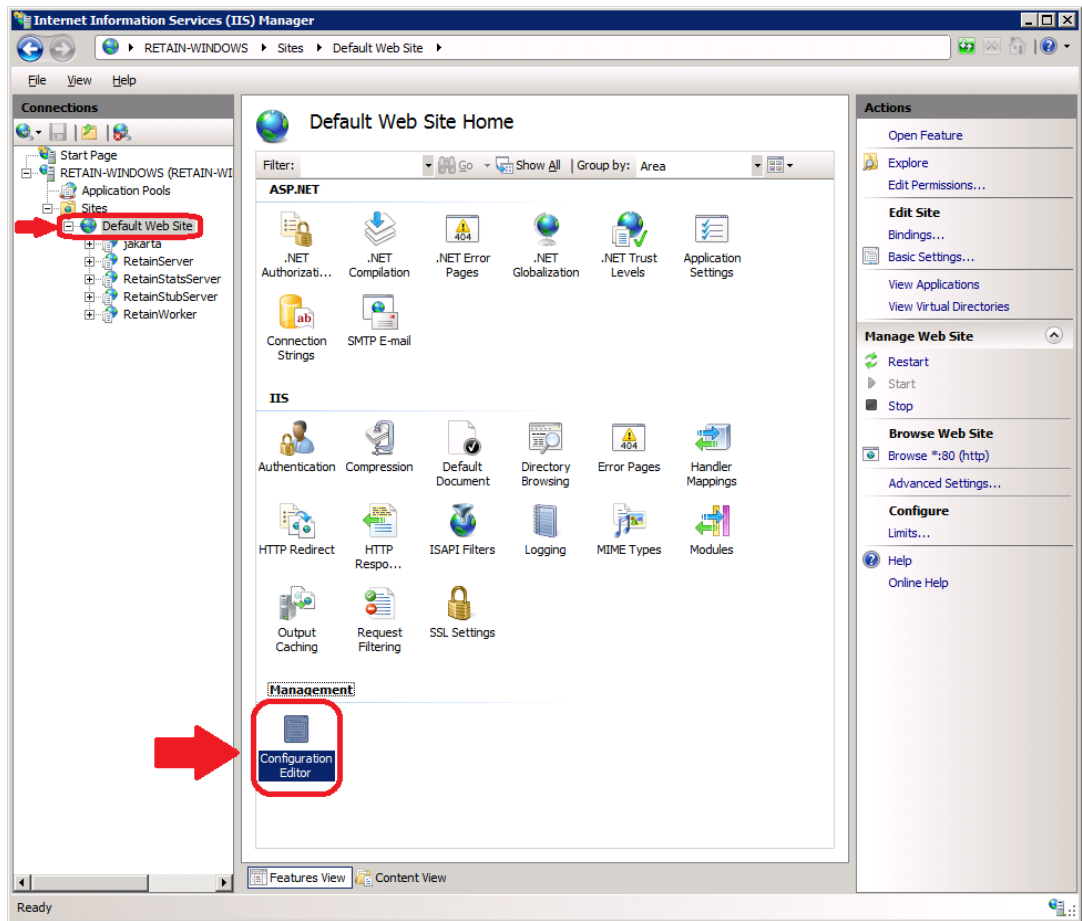 Internet Information Services (IIS) Manager
RETAIN-WINDOWS Sites Default Web Site
File View Help
Connections
Start Page
RETAIN-WINDOWS (RETAIN-WI
Application Pools
Sites
Default Web Site
jakarta
RetainServer
RetainStatsServer
RetainStubServer
RetainWorker
Default Web Site Home
Filter: Go Show All Group by: Area
ASP.NET
.NET .NET .NET Error .NET .NET Trust Application
Authorizati... Compilation Pages Globalization Levels Settings
404
ab
Connection SMTP E-mail
Strings
IIS
404
Authentication Compression Default Directory Error Pages Handler
Document Browsing Mappings
HTTP Redirect HTTP ISAPI Filters Logging MIME Types Modules
Respo...
Output Request SSL Settings
Caching Filtering
Management
Configuration
Editor
Features View Content View
Actions
Open Feature
Explore
Edit Permissions...
Edit Site
Bindings...
Basic Settings...
View Applications
View Virtual Directories
Manage Web Site
Restart
Start
Stop
Browse Web Site
Browse *:80 (http)
Advanced Settings...
Configure
Limits...
Help
Online Help
Ready